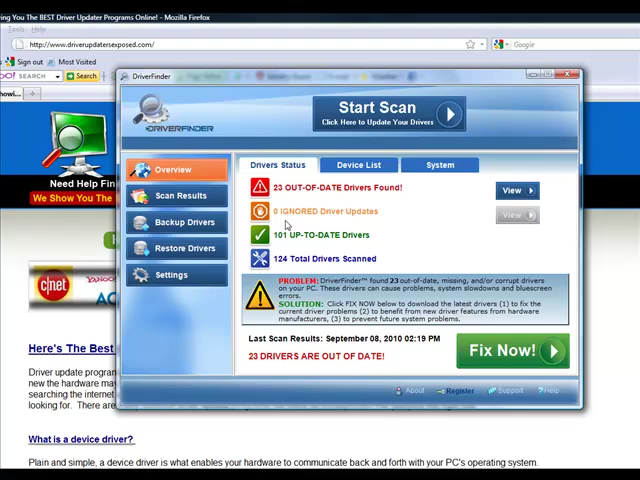 ving You The BEST Driver Updater Programs Online! - Mozilla Firefox
Tools Help
http://www.driverupdatersexposed.com/
Google
Sign out Most Visited
SEARCH Search
DriverFinder
Start Scan
Click Here to Update Your Drivers
DRIVERFINDER
Overview
Scan Results
Backup Drivers
Restore Drivers
Settings
Drivers Status Device List System
23 OUT-OF-DATE Drivers Found! View
0 IGNORED Driver Updates View
101 UP-TO-DATE Drivers
124 Total Drivers Scanned
PROBLEM: DriverFinder™ found 23 out-of-date, missing, and/or corrupt drivers
on your PC. These drivers can cause problems, system slowdowns and bluescreen
errors.
SOLUTION: Click FIX NOW below to download the latest drivers (1) to fix the
current driver problems (2) to benefit from new driver features from hardware
manufacturers, (3) to prevent future system problems.
Last Scan Results: September 08, 2010 02:19 PM
23 DRIVERS ARE OUT OF DATE!
Fix Now!
About Register Support Help
Need Help Fin
We Show You The
c|net
YAHOO
AC
Here's The Best
Driver update progra
new the hardware may
searching the internet
looking for. There are
What is a device driver?
Plain and simple, a device driver is what enables your hardware to communicate back and forth with your PC's operating system.